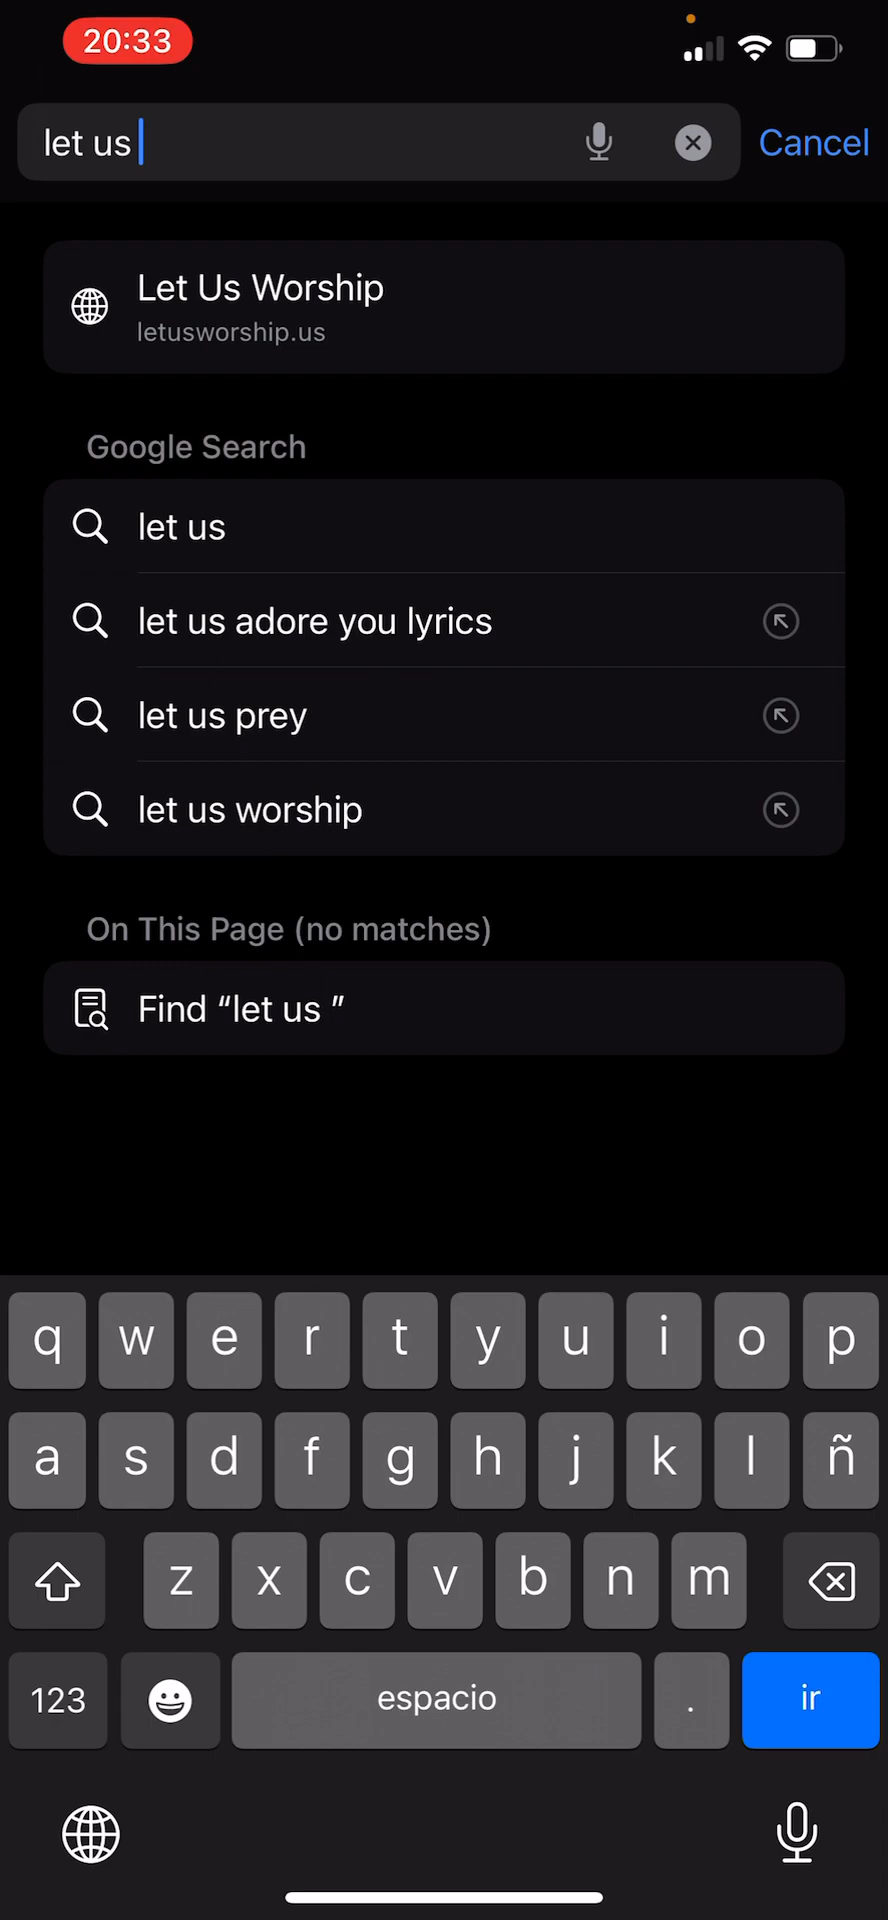 20:33
let us
Cancel
Let Us Worship
letusworship.us
Google Search
let us
let us adore you lyrics
let us prey
let us worship
On This Page (no matches)
Find “let us ”
q w e r t y u i o p
a s d f g h j k l ñ
z x c v b n m
123 espacio . ir